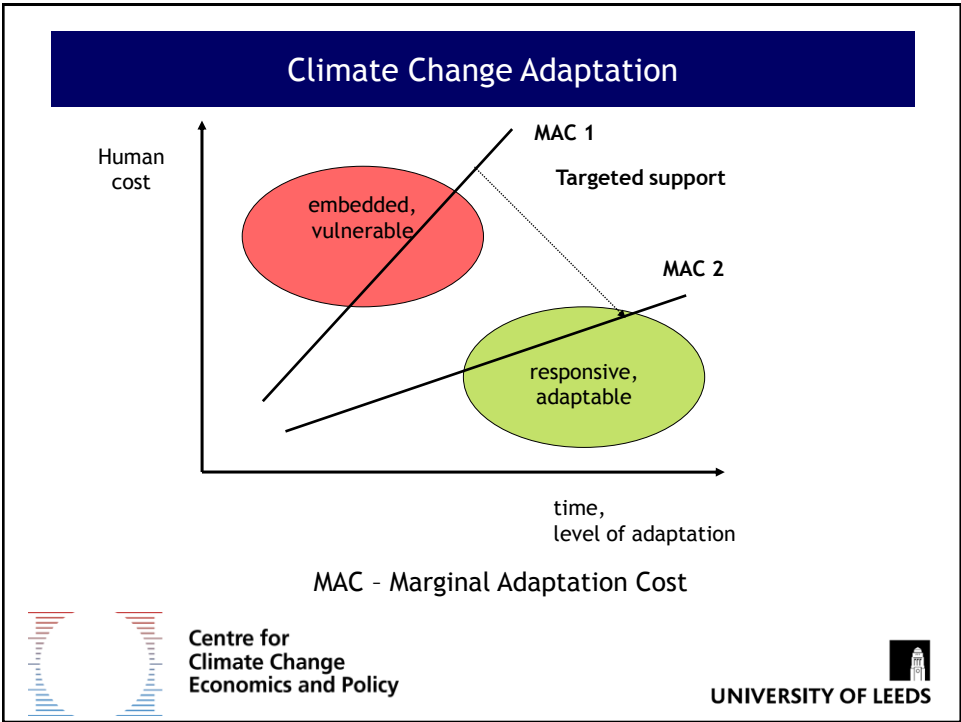 Climate Change Adaptation
MAC 1
Human
cost
Targeted support
embedded,
vulnerable
MAC 2
responsive,
adaptable
time,
level of adaptation
MAC – Marginal Adaptation Cost
Centre for
Climate Change
Economics and Policy
UNIVERSITY OF LEEDS